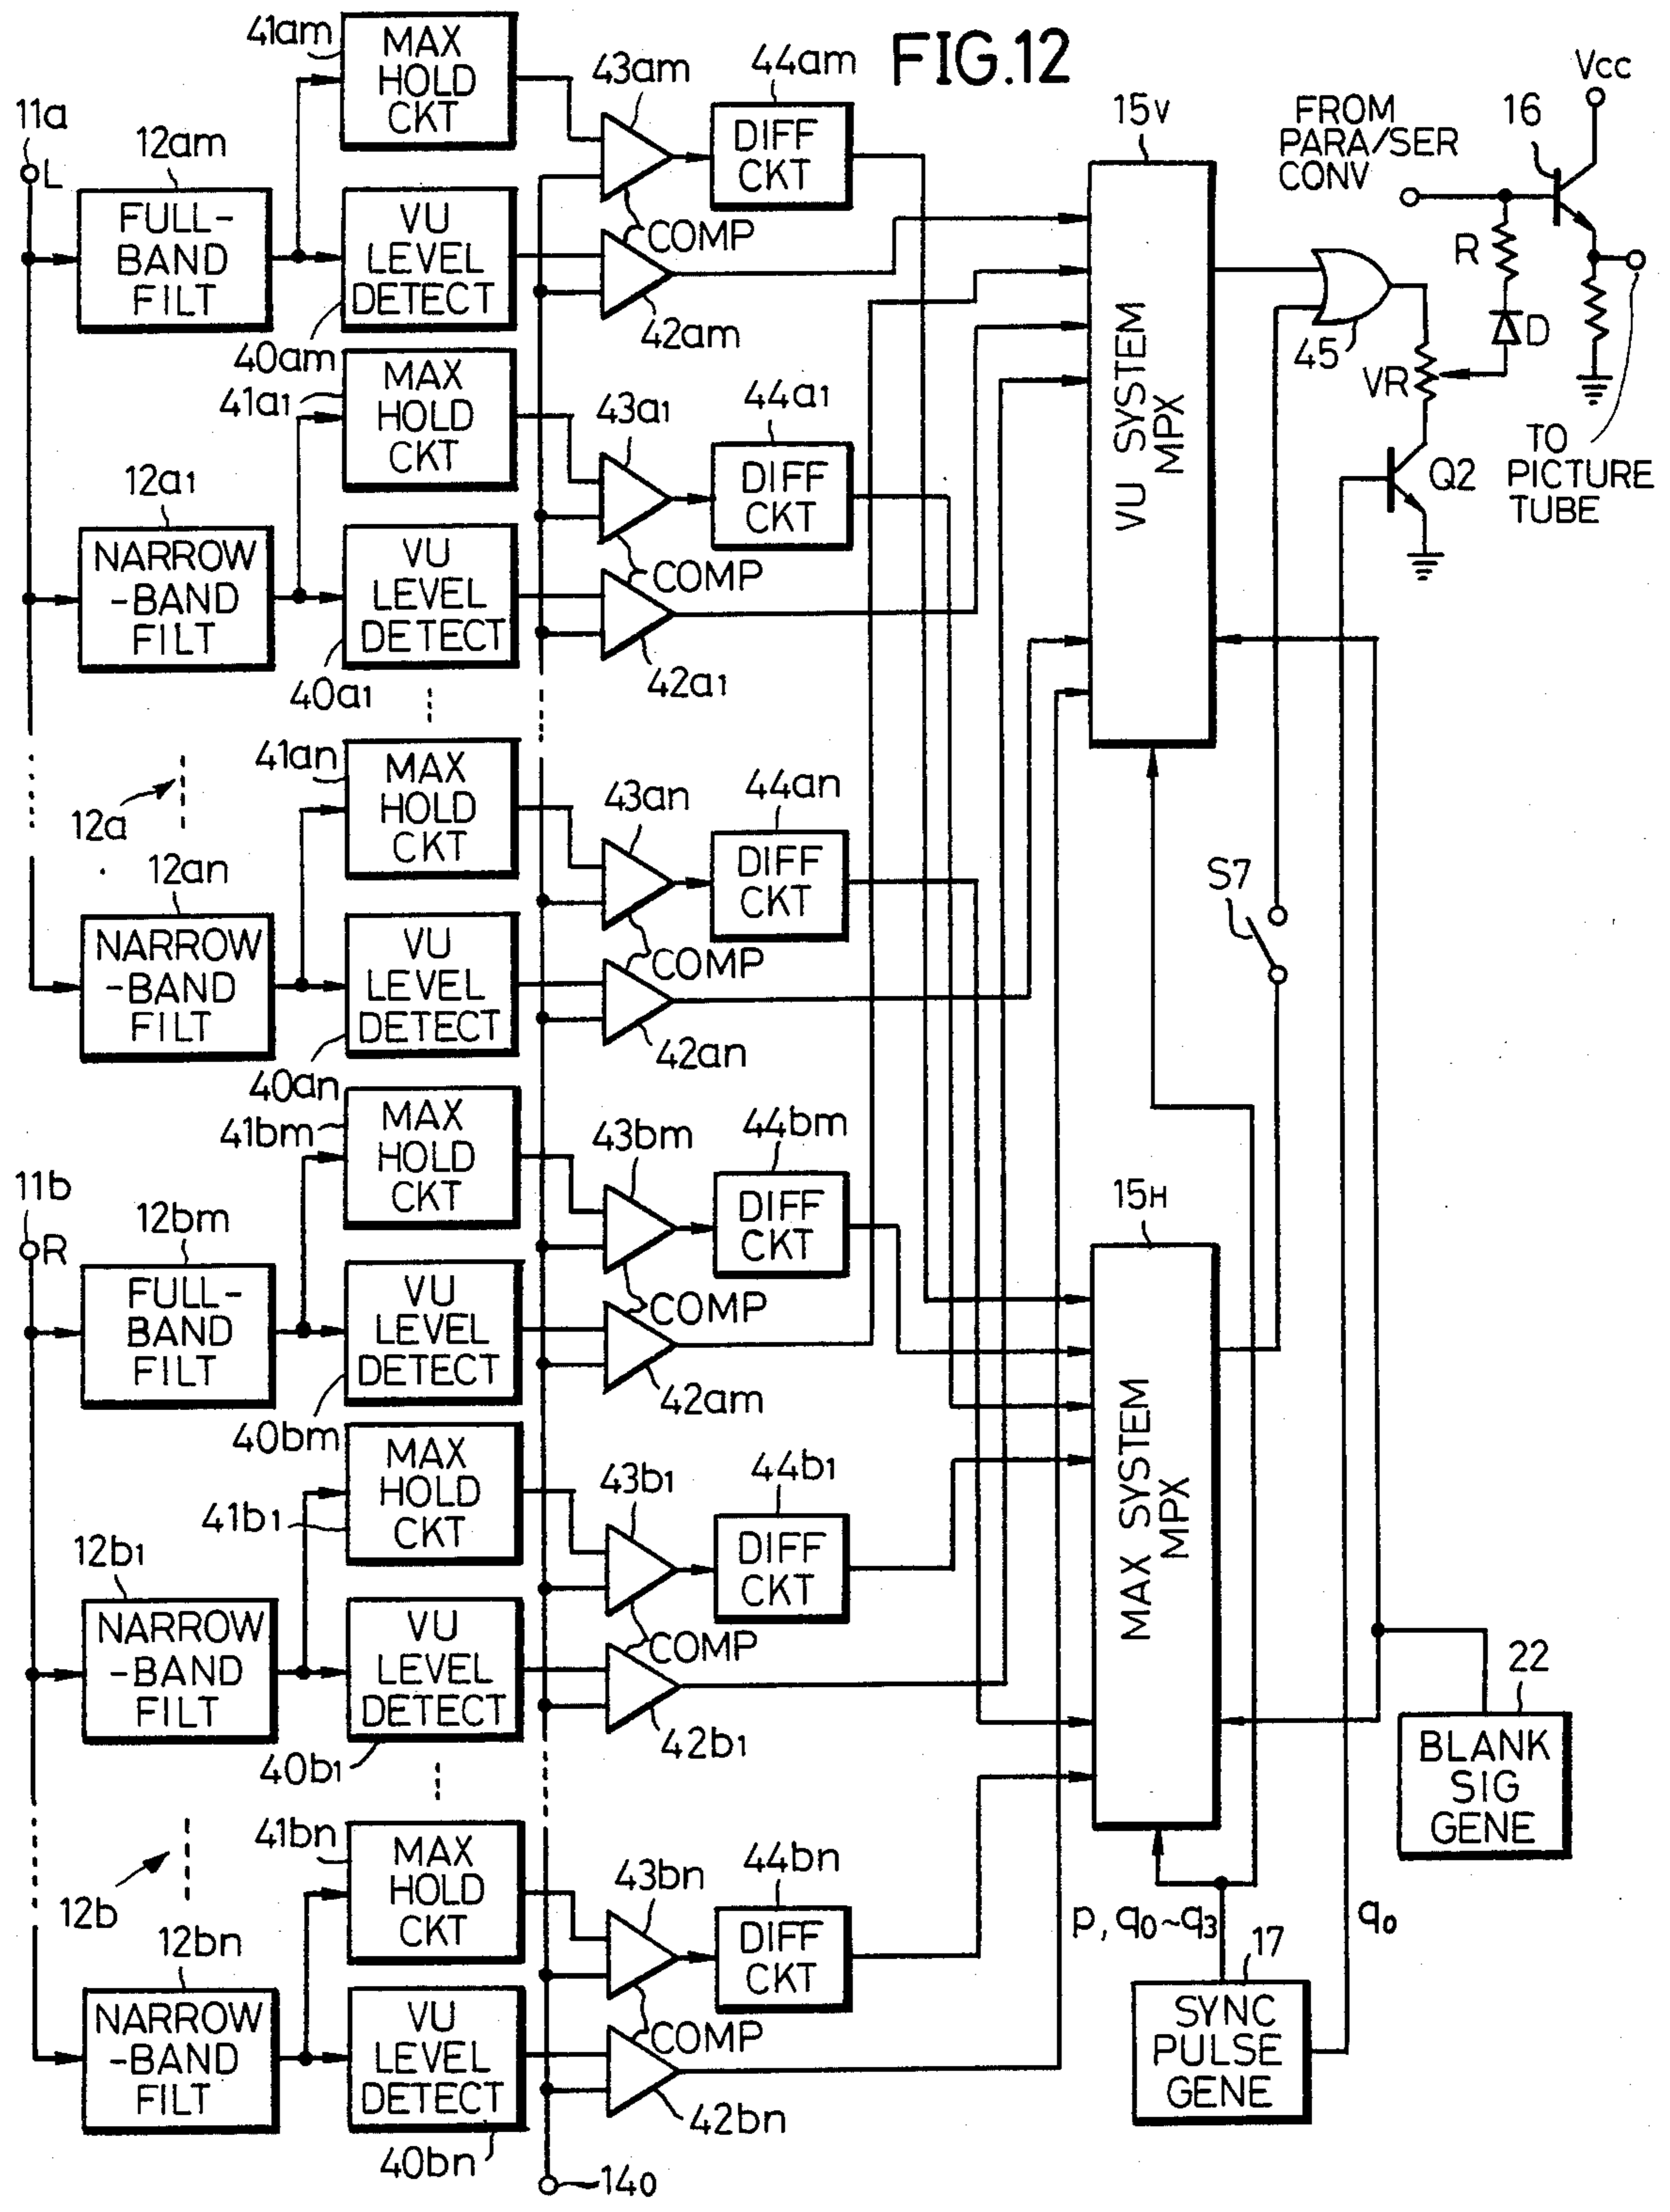 FIG.12
41am
MAX
HOLD
CKT
43am
44am
DIFF
CKT
15V
FROM
PARA/SER
CONV
16
Vcc
11a
L
12am
FULL-
BAND
FILT
VU
LEVEL
DETECT
COMP
40am
42am
R
D
45
VR
VU SYSTEM
MPX
TO
PICTURE
TUBE
Q2
41a1
MAX
HOLD
CKT
43a1
44a1
DIFF
CKT
12a1
NARROW
-BAND
FILT
VU
LEVEL
DETECT
COMP
40a1
42a1
41an
MAX
HOLD
CKT
43an
44an
DIFF
CKT
12a
12an
NARROW
-BAND
FILT
VU
LEVEL
DETECT
COMP
40an
42an
S7
41bm
MAX
HOLD
CKT
43bm
44bm
DIFF
CKT
15H
11b
R
12bm
FULL-
BAND
FILT
VU
LEVEL
DETECT
COMP
40bm
42am
MAX SYSTEM
MPX
41b1
MAX
HOLD
CKT
43b1
44b1
DIFF
CKT
12b1
NARROW
-BAND
FILT
VU
LEVEL
DETECT
COMP
40b1
42b1
22
BLANK
SIG
GENE
41bn
MAX
HOLD
CKT
43bn
44bn
DIFF
CKT
12b
12bn
NARROW
-BAND
FILT
VU
LEVEL
DETECT
COMP
40bn
42bn
p, q0~q3
q0
17
SYNC
PULSE
GENE
140